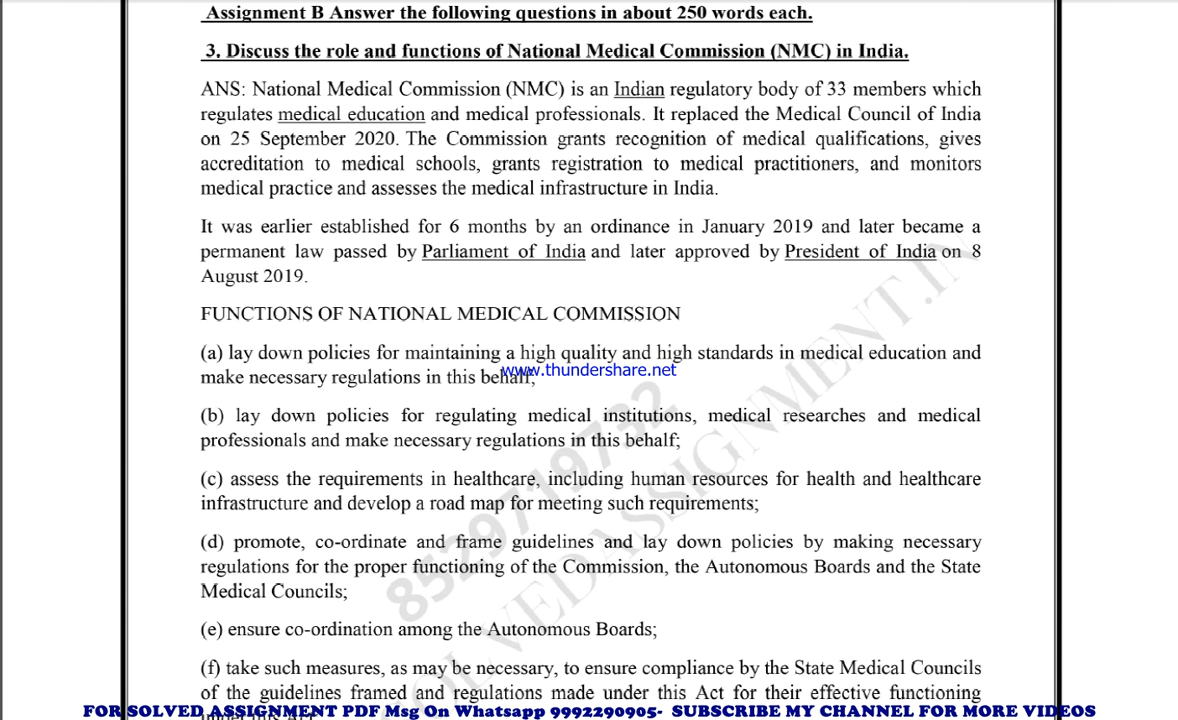 Assignment B Answer the following questions in about 250 words each.
3. Discuss the role and functions of National Medical Commission (NMC) in India.
ANS: National Medical Commission (NMC) is an Indian regulatory body of 33 members which
regulates medical education and medical professionals. It replaced the Medical Council of India
on 25 September 2020. The Commission grants recognition of medical qualifications, gives
accreditation to medical schools, grants registration to medical practitioners, and monitors
medical practice and assesses the medical infrastructure in India.
It was earlier established for 6 months by an ordinance in January 2019 and later became a
permanent law passed by Parliament of India and later approved by President of India on 8
August 2019.
FUNCTIONS OF NATIONAL MEDICAL COMMISSION
(a) lay down policies for maintaining a high quality and high standards in medical education and
make necessary regulations in this behalf;
www.thundershare.net
(b) lay down policies for regulating medical institutions, medical researches and medical
professionals and make necessary regulations in this behalf;
(c) assess the requirements in healthcare, including human resources for health and healthcare
infrastructure and develop a road map for meeting such requirements;
(d) promote, co-ordinate and frame guidelines and lay down policies by making necessary
regulations for the proper functioning of the Commission, the Autonomous Boards and the State
Medical Councils;
(e) ensure co-ordination among the Autonomous Boards;
(f) take such measures, as may be necessary, to ensure compliance by the State Medical Councils
of the guidelines framed and regulations made under this Act for their effective functioning
8529719732
SOLVEDASSIGNMENT.IN
FOR SOLVED ASSIGNMENT PDF Msg On Whatsapp 9992290905- SUBSCRIBE MY CHANNEL FOR MORE VIDEOS